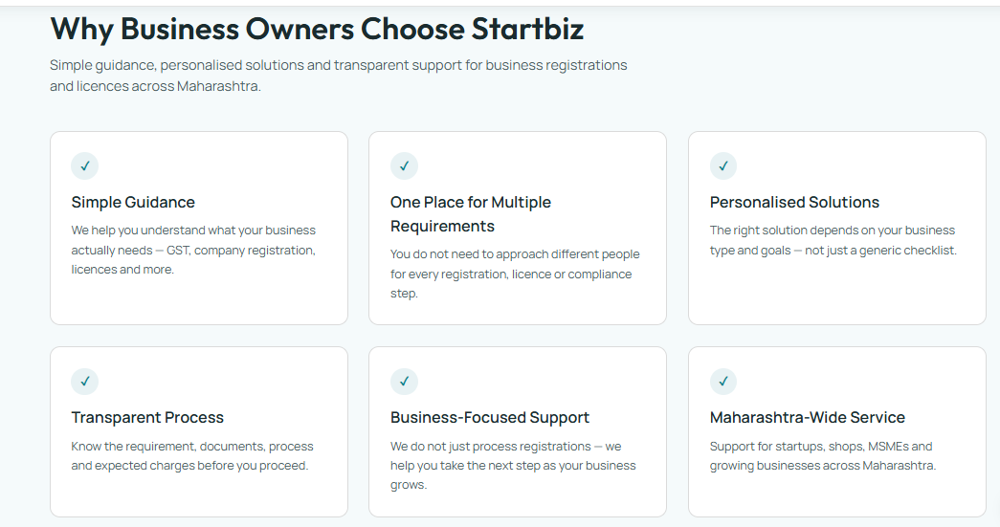 Why Business Owners Choose Startbiz
Simple guidance, personalised solutions and transparent support for business registrations
and licences across Maharashtra.
Simple Guidance
We help you understand what your business
actually needs — GST, company registration,
licences and more.
One Place for Multiple
Requirements
You do not need to approach different people
for every registration, licence or compliance
step.
Personalised Solutions
The right solution depends on your business
type and goals — not just a generic checklist.
Transparent Process
Know the requirement, documents, process
and expected charges before you proceed.
Business-Focused Support
We do not just process registrations — we
help you take the next step as your business
grows.
Maharashtra-Wide Service
Support for startups, shops, MSMEs and
growing businesses across Maharashtra.